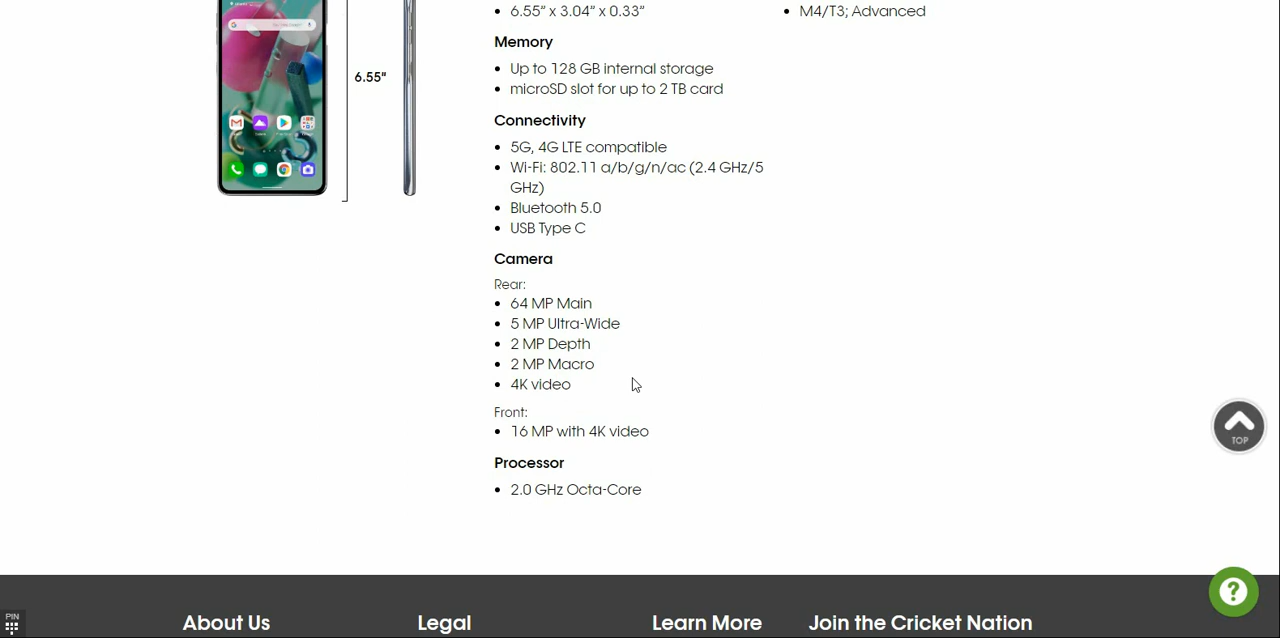 6.55” x 3.04” x 0.33”
M4/T3; Advanced
Memory
Up to 128 GB internal storage
microSD slot for up to 2 TB card
6.55"
Connectivity
5G, 4G LTE compatible
Wi-Fi: 802.11 a/b/g/n/ac (2.4 GHz/5
GHz)
Bluetooth 5.0
USB Type C
Camera
Rear:
64 MP Main
5 MP Ultra-Wide
2 MP Depth
2 MP Macro
4K video
Front:
16 MP with 4K video
TOP
Processor
2.0 GHz Octa-Core
?
PIN
About Us
Legal
Learn More
Join the Cricket Nation